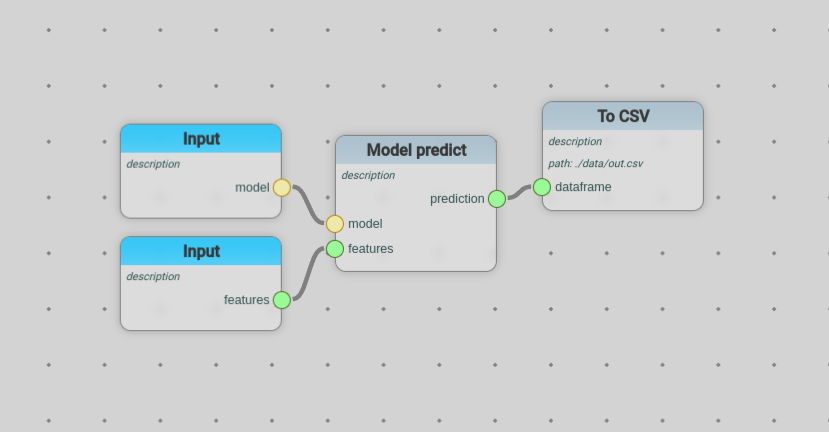 Input
description
model
Input
description
features
Model predict
description
prediction
model
features
To CSV
description
path: ./data/out.csv
dataframe